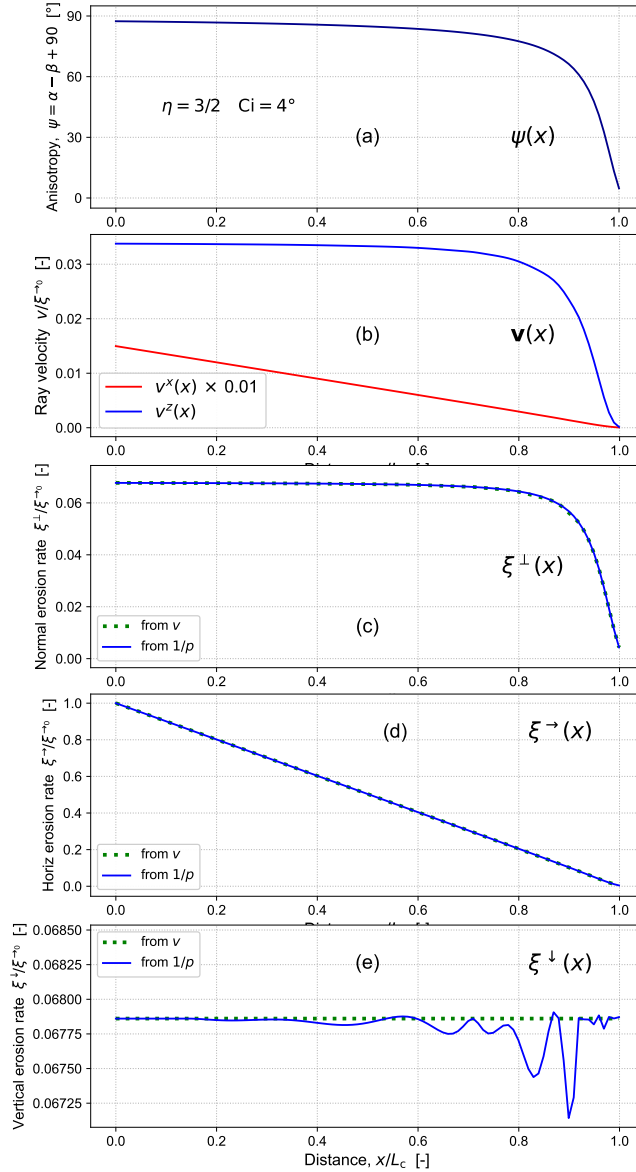 Anisotropy, ψ = α − β + 90 [°]
90
60
30
0
η = 3/2 Ci = 4°
(a)
ψ(x)
0.0 0.2 0.4 0.6 0.8 1.0
Ray velocity v/ξ→₀ [-]
0.03
0.02
0.01
0.00
(b)
v(x)
vˣ(x) × 0.01
vᶻ(x)
0.0 0.2 0.4 0.6 0.8 1.0
Normal erosion rate ξ⊥/ξ→₀ [-]
0.06
0.04
0.02
0.00
ξ⊥(x)
from v
from 1/p
(c)
0.0 0.2 0.4 0.6 0.8 1.0
Horiz erosion rate ξ→/ξ→₀ [-]
1.0
0.8
0.6
0.4
0.2
0.0
(d)
ξ→(x)
from v
from 1/p
0.0 0.2 0.4 0.6 0.8 1.0
Vertical erosion rate ξ↓/ξ→₀ [-]
0.06850
0.06825
0.06800
0.06775
0.06750
0.06725
from v
from 1/p
(e)
ξ↓(x)
0.0 0.2 0.4 0.6 0.8 1.0
Distance, x/Lc [-]